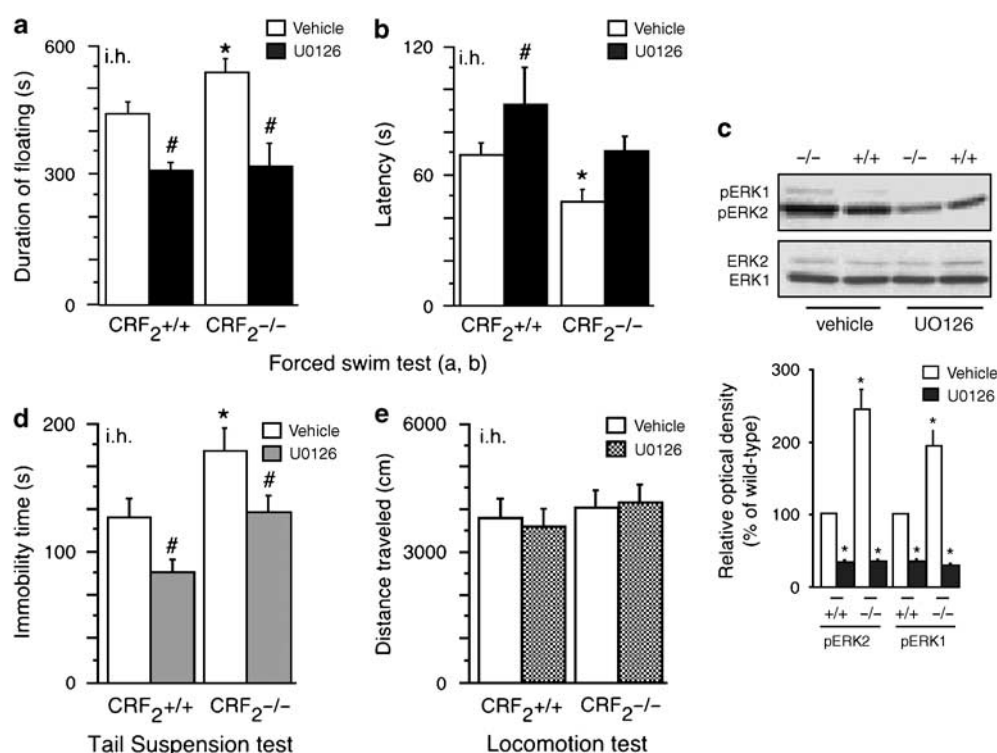 a
600
i.h.
Vehicle
U0126
*
#
#
300
0
Duration of floating (s)
CRF2+/+ CRF2−/−
b
120
i.h.
Vehicle
U0126
#
*
60
0
Latency (s)
CRF2+/+ CRF2−/−
Forced swim test (a, b)
c
−/− +/+ −/− +/+
pERK1
pERK2
ERK2
ERK1
vehicle UO126
300
Vehicle
U0126
*
*
200
100
* * * *
0
Relative optical density
(% of wild-type)
+/+ −/− +/+ −/−
pERK2 pERK1
d
200
i.h.
Vehicle
U0126
*
#
#
100
0
Immobility time (s)
CRF2+/+ CRF2−/−
Tail Suspension test
e
6000
i.h.
Vehicle
U0126
3000
0
Distance traveled (cm)
CRF2+/+ CRF2−/−
Locomotion test